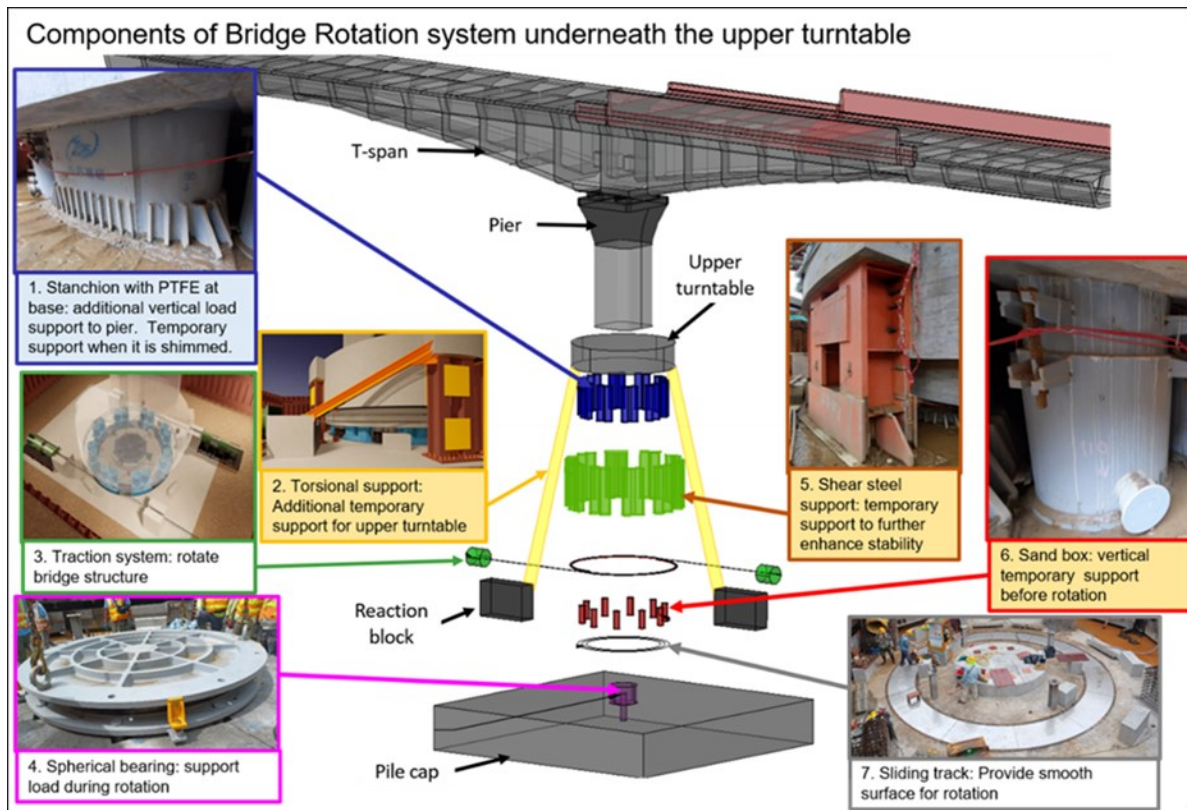 Components of Bridge Rotation system underneath the upper turntable
T-span
Pier
Upper
turntable
1. Stanchion with PTFE at
base: additional vertical load
support to pier. Temporary
support when it is shimmed.
2. Torsional support:
Additional temporary
support for upper turntable
3. Traction system: rotate
bridge structure
5. Shear steel
support: temporary
support to further
enhance stability
6. Sand box: vertical
temporary support
before rotation
Reaction
block
4. Spherical bearing: support
load during rotation
Pile cap
7. Sliding track: Provide smooth
surface for rotation